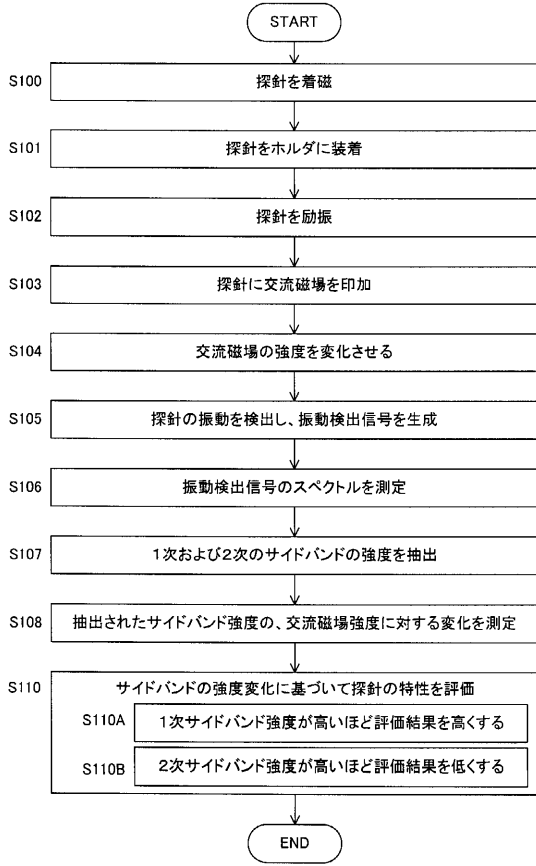 START
S100 探針を着磁
S101 探針をホルダに装着
S102 探針を励振
S103 探針に交流磁場を印加
S104 交流磁場の強度を変化させる
S105 探針の振動を検出し、振動検出信号を生成
S106 振動検出信号のスペクトルを測定
S107 1次および2次のサイドバンドの強度を抽出
S108 抽出されたサイドバンド強度の、交流磁場強度に対する変化を測定
S110 サイドバンドの強度変化に基づいて探針の特性を評価
S110A 1次サイドバンド強度が高いほど評価結果を高くする
S110B 2次サイドバンド強度が高いほど評価結果を低くする
END